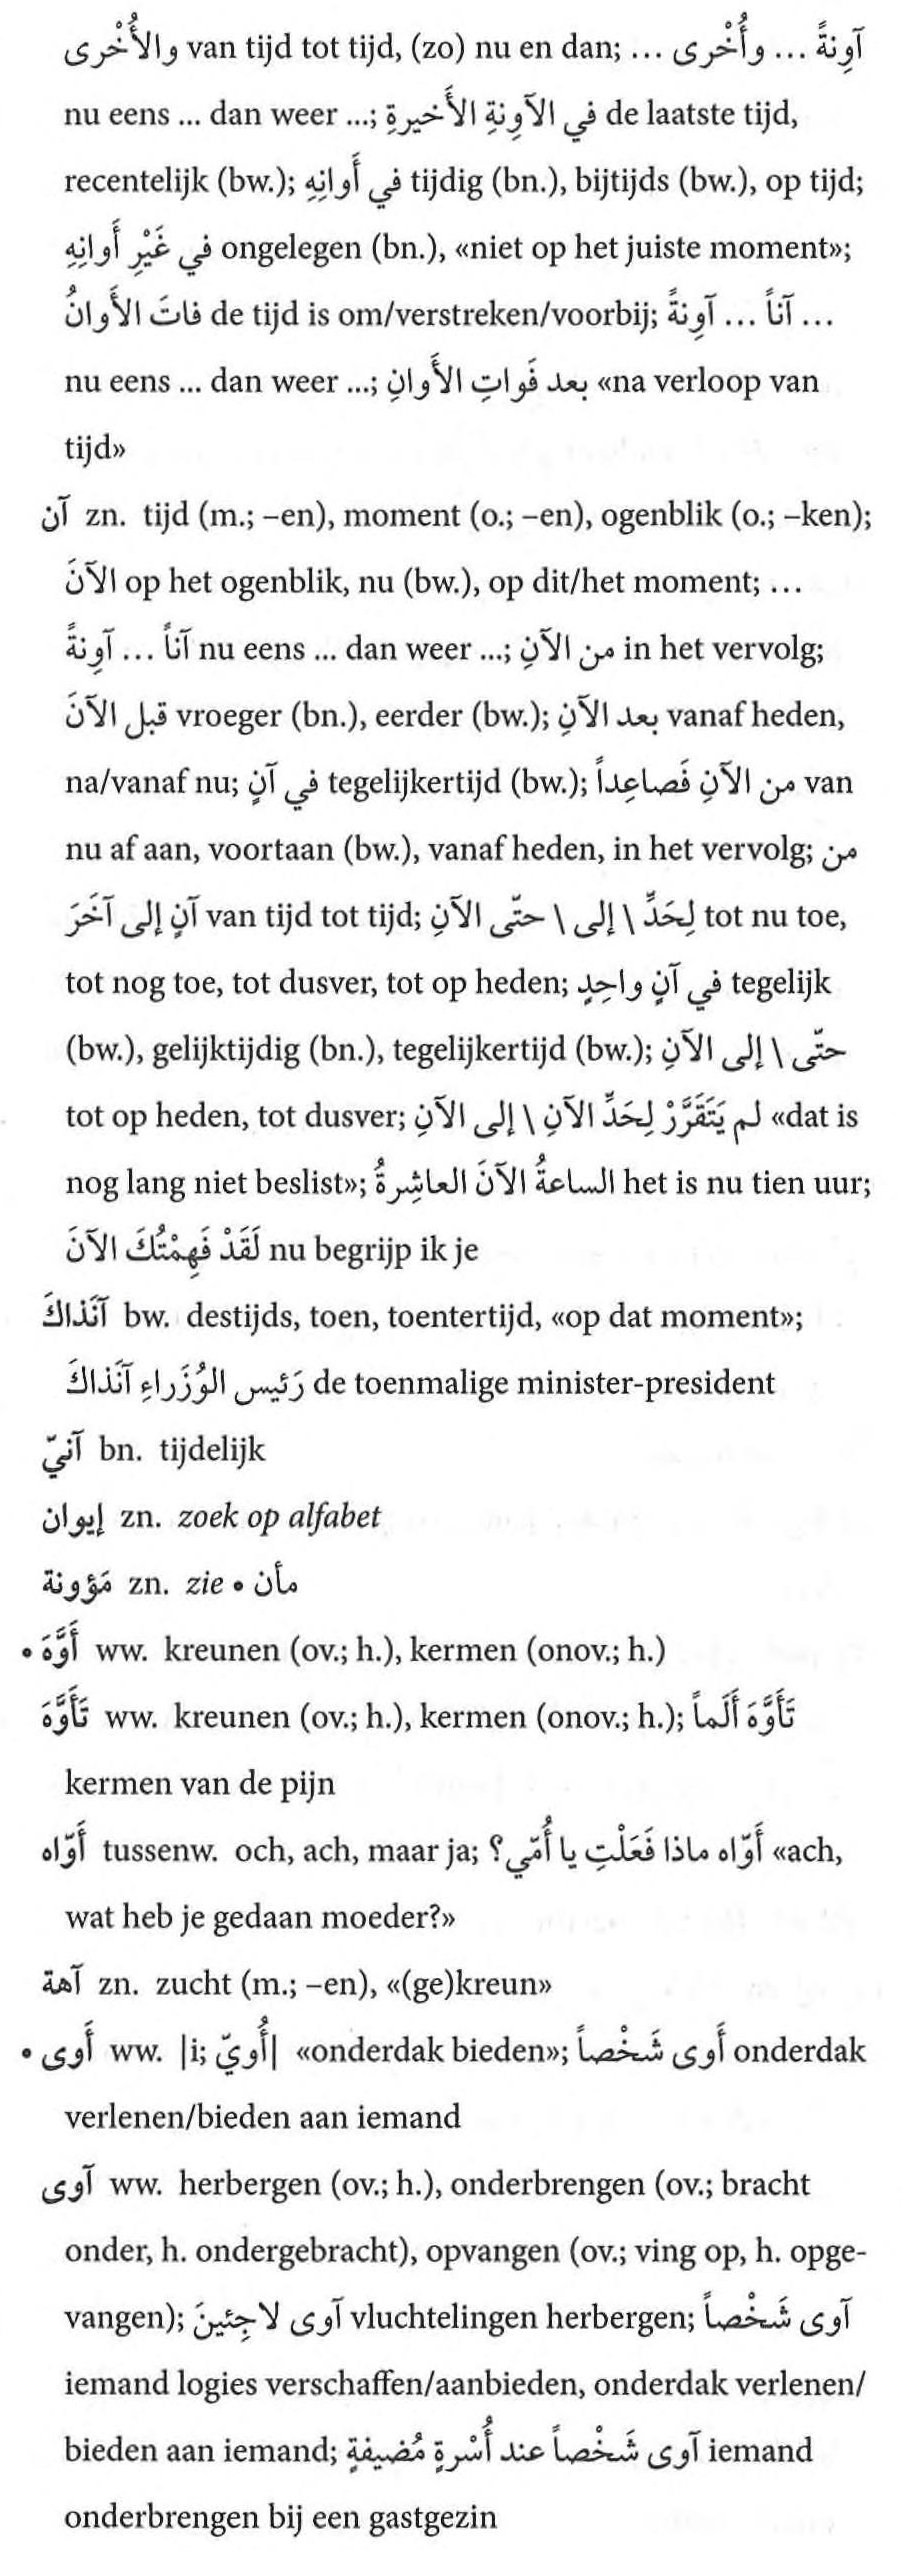 والأُخْرى van tijd tot tijd, (zo) nu en dan; آوِنةً ... وأُخْرى ...
nu eens ... dan weer ...; في الآوِنةِ الأَخيرةِ de laatste tijd,
recentelijk (bw.); في أَوانِهِ tijdig (bn.), bijtijds (bw.), op tijd;
في غَيْرِ أَوانِهِ ongelegen (bn.), «niet op het juiste moment»;
فاتَ الأَوانُ de tijd is om/verstreken/voorbij; ... آناً ... آوِنةً
nu eens ... dan weer ...; بعد فَواتِ الأَوانِ «na verloop van
tijd»
آن zn. tijd (m.; –en), moment (o.; –en), ogenblik (o.; –ken);
الآنَ op het ogenblik, nu (bw.), op dit/het moment; ...
آناً ... آوِنةً nu eens ... dan weer ...; من الآنِ in het vervolg;
قبل الآنَ vroeger (bn.), eerder (bw.); بعد الآنِ vanaf heden,
na/vanaf nu; في آنٍ tegelijkertijd (bw.); من الآنِ فَصاعِداً van
nu af aan, voortaan (bw.), vanaf heden, in het vervolg; من
آنٍ إلى آخَرَ van tijd tot tijd; لِحَدِّ \ إلى \ حتّى الآنِ tot nu toe,
tot nog toe, tot dusver, tot op heden; في آنٍ واحِدٍ tegelijk
(bw.), gelijktijdig (bn.), tegelijkertijd (bw.); حتّى \ إلى الآنِ
tot op heden, tot dusver; لم يَتَقَرَّرْ لِحَدِّ الآنِ \ إلى الآنِ «dat is
nog lang niet beslist»; الساعةُ الآنَ العاشِرةُ het is nu tien uur;
لَقَدْ فَهِمْتُكَ الآنَ nu begrijp ik je
آنَذاكَ bw. destijds, toen, toentertijd, «op dat moment»;
رَئيس الوُزَراءِ آنَذاكَ de toenmalige minister-president
آنيّ bn. tijdelijk
إيوان zn. zoek op alfabet
مَؤونة zn. zie • مأن
• أَوَّهَ ww. kreunen (ov.; h.), kermen (onov.; h.)
تَأَوَّهَ ww. kreunen (ov.; h.), kermen (onov.; h.); تَأَوَّهَ أَلَماً
kermen van de pijn
أَوّاه tussenw. och, ach, maar ja; أَوّاه ماذا فَعَلْتِ يا أُمّي؟ «ach,
wat heb je gedaan moeder?»
آهة zn. zucht (m.; –en), «(ge)kreun»
• أَوى ww. |i; أُوِيّ| «onderdak bieden»; أَوى شَخْصاً onderdak
verlenen/bieden aan iemand
آوى ww. herbergen (ov.; h.), onderbrengen (ov.; bracht
onder, h. ondergebracht), opvangen (ov.; ving op, h. opge-
vangen); آوى لاجِئينَ vluchtelingen herbergen; آوى شَخْصاً
iemand logies verschaffen/aanbieden, onderdak verlenen/
bieden aan iemand; آوى شَخْصاً عند أُسْرةٍ مُضيفةٍ iemand
onderbrengen bij een gastgezin